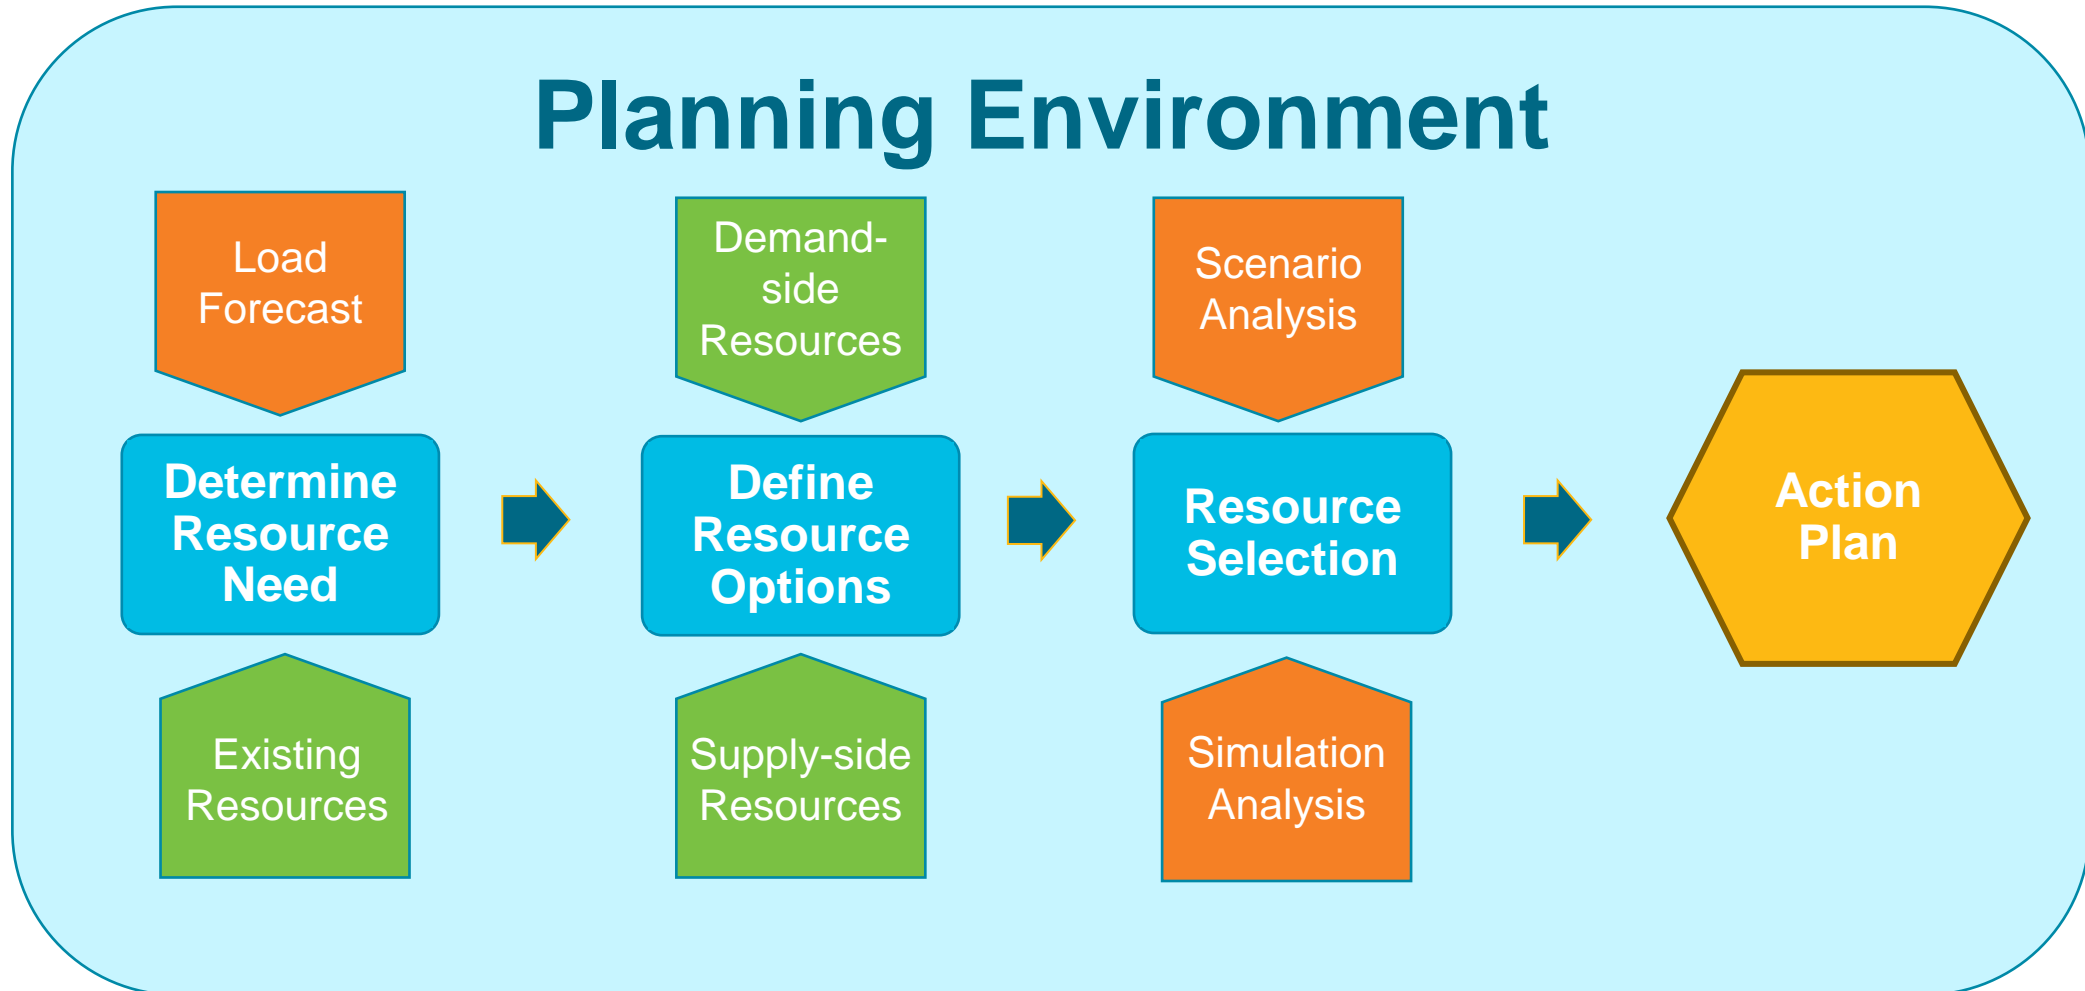 Planning Environment
Load
Forecast
Demand-
side
Resources
Scenario
Analysis
Determine
Resource
Need
Define
Resource
Options
Resource
Selection
Action
Plan
Existing
Resources
Supply-side
Resources
Simulation
Analysis